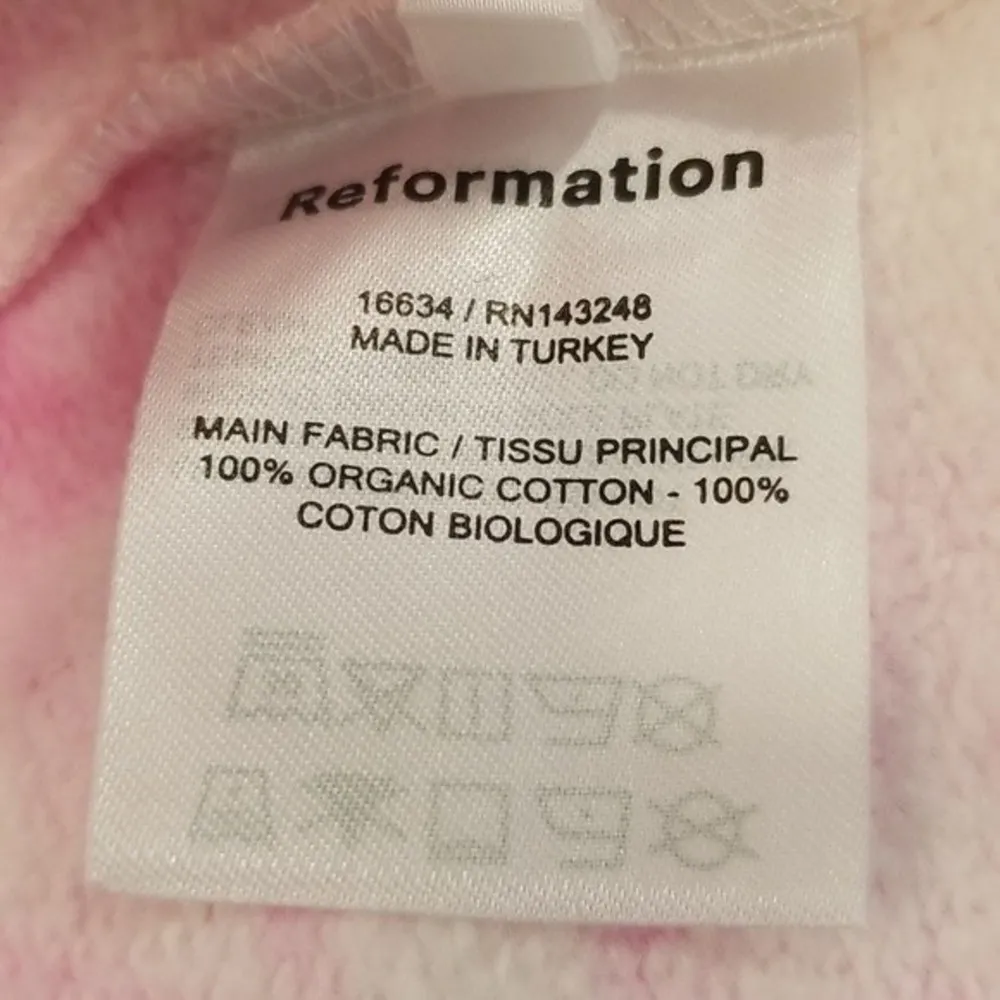 Reformation
16634 / RN143248
MADE IN TURKEY
MAIN FABRIC / TISSU PRINCIPAL
100% ORGANIC COTTON - 100%
COTON BIOLOGIQUE